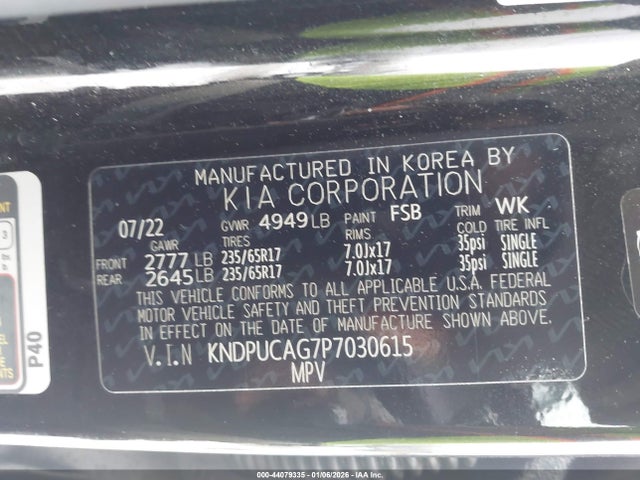 MANUFACTURED IN KOREA BY
KIA CORPORATION
07/22 GVWR 4949 LB PAINT FSB TRIM WK
GAWR TIRES RIMS COLD TIRE INFL
FRONT 2777 LB 235/65R17 7.0Jx17 35psi SINGLE
REAR 2645 LB 235/65R17 7.0Jx17 35psi SINGLE
THIS VEHICLE CONFORMS TO ALL APPLICABLE U.S.A. FEDERAL
MOTOR VEHICLE SAFETY AND THEFT PREVENTION STANDARDS
IN EFFECT ON THE DATE OF MANUFACTURE SHOWN ABOVE.
V.I.N KNDPUCAG7P7030615
MPV
P40
3
000-44079335 - 01/06/2026 - IAAI.com